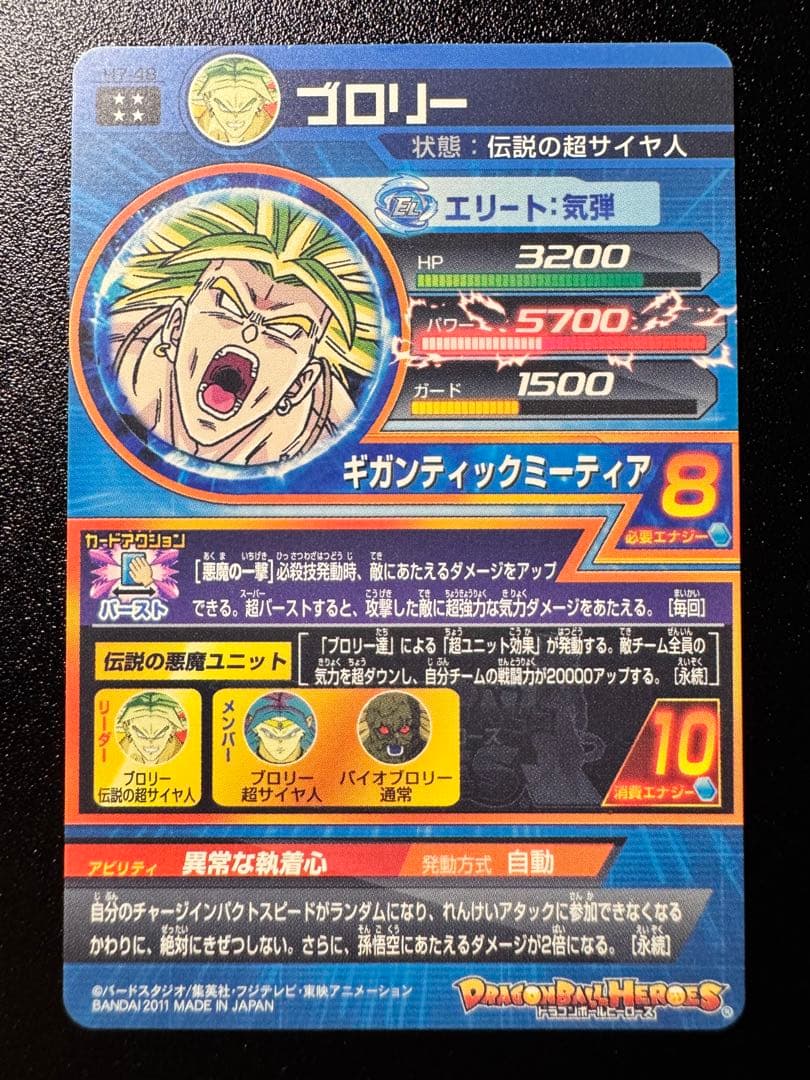 H7-48
ブロリー
状態：伝説の超サイヤ人
EL エリート：気弾
HP 3200
パワー 5700
ガード 1500
ギガンティックミーティア 8
必要エナジー
カードアクション
バースト
[悪魔の一撃]必殺技発動時、敵にあたえるダメージをアップ
できる。超バーストすると、攻撃した敵に超強力な気力ダメージをあたえる。[毎回]
伝説の悪魔ユニット
「ブロリー達」による「超ユニット効果」が発動する。敵チーム全員の
気力を超ダウンし、自分チームの戦闘力が20000アップする。[永続]
リーダー
ブロリー
伝説の超サイヤ人
メンバー
ブロリー
超サイヤ人
バイオブロリー
通常
10
消費エナジー
アビリティ 異常な執着心 発動方式 自動
自分のチャージインパクトスピードがランダムになり、れんけいアタックに参加できなくなる
かわりに、絶対にきぜつしない。さらに、孫悟空にあたえるダメージが2倍になる。[永続]
©バードスタジオ/集英社・フジテレビ・東映アニメーション
BANDAI 2011 MADE IN JAPAN
DRAGONBALL HEROES
ドラゴンボールヒーローズ